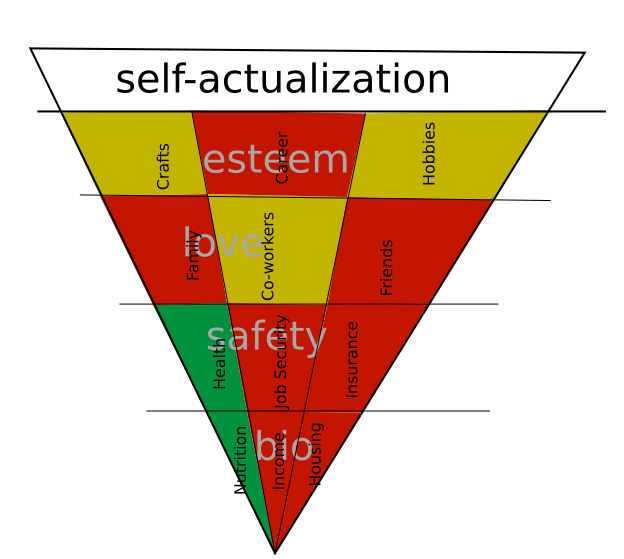 self-actualization
Crafts
esteem
Career
Hobbies
love
Family
Co-workers
Friends
safety
Health
Job Security
Insurance
bio
Nutrition
Income
Housing